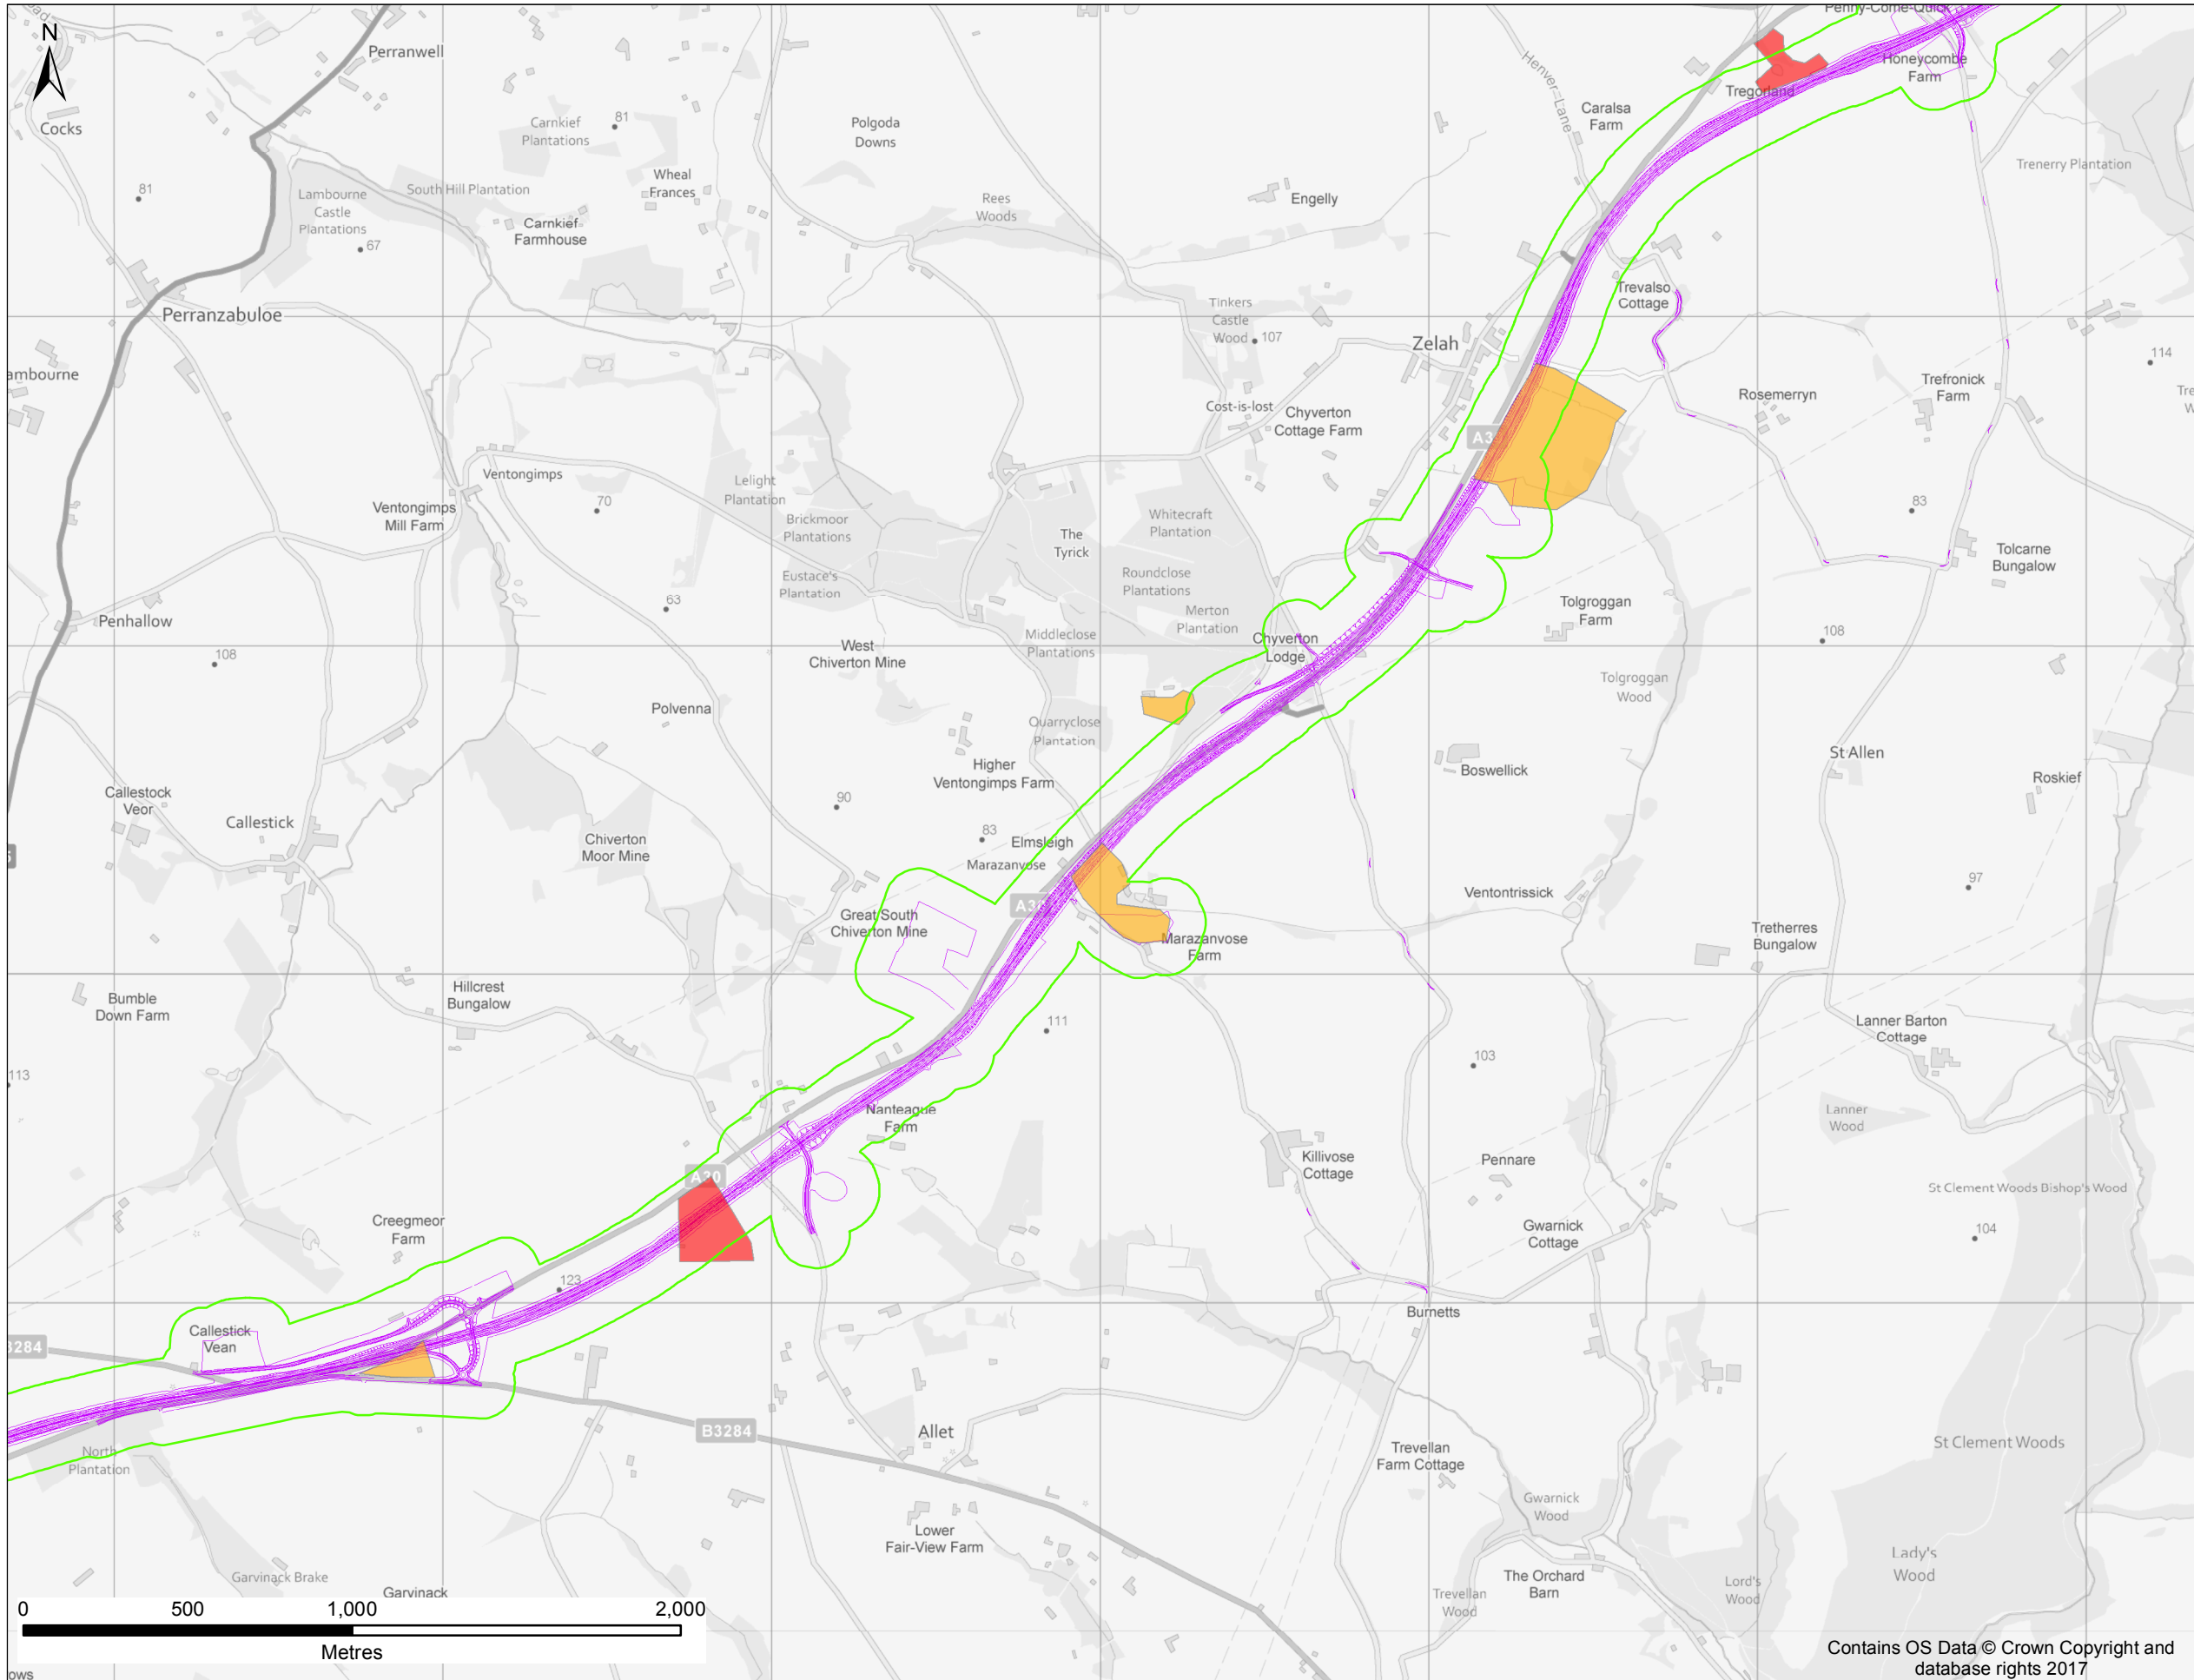 Penny-Come-Quick
N
Perranwell
Honeycombe
Farm
Tregorland
Henver Lane
Caralsa
Farm
Cocks
Carnkief
Plantations
81
Polgoda
Downs
Trenerry Plantation
81
Lambourne
Castle
Plantations
South Hill Plantation
Wheal
Frances
Rees
Woods
Engelly
67
Carnkief
Farmhouse
Trevalso
Cottage
Perranzabuloe
Tinkers
Castle
Wood
107
Zelah
114
ambourne
Cost-is-lost
Chyverton
Cottage Farm
Rosemerryn
Trefronick
Farm
Tre
W
A3
Ventongimps
Lelight
Plantation
70
Ventongimps
Mill Farm
Brickmoor
Plantations
The
Tyrick
Whitecraft
Plantation
83
Tolcarne
Bungalow
Eustace's
Plantation
Roundclose
Plantations
63
Penhallow
Merton
Plantation
Tolgroggan
Farm
108
Middleclose
Plantations
Chyverton
Lodge
108
West
Chiverton Mine
Tolgroggan
Wood
Polvenna
Quarryclose
Plantation
St Allen
Higher
Ventongimps Farm
Boswellick
Roskief
Callestock
Veor
90
Callestick
83
Elmsleigh
Chiverton
Moor Mine
Marazanvose
97
Ventontrissick
A3
Great South
Chiverton Mine
Marazanvose
Farm
Tretherres
Bungalow
Bumble
Down Farm
Hillcrest
Bungalow
111
Lanner Barton
Cottage
103
113
Nanteague
Farm
Lanner
Wood
Killivose
Cottage
Pennare
A30
St Clement Woods Bishop's Wood
Creegmeor
Farm
Gwarnick
Cottage
104
123
Burnetts
Callestick
Vean
3284
B3284
Allet
North
Plantation
Trevellan
Farm Cottage
St Clement Woods
Gwarnick
Wood
Lower
Fair-View Farm
Lady's
Wood
Garvinack Brake
Garvinack
The Orchard
Barn
Trevellan
Wood
Lord's
Wood
0 500 1,000 2,000
Metres
Contains OS Data © Crown Copyright and
database rights 2017
ows